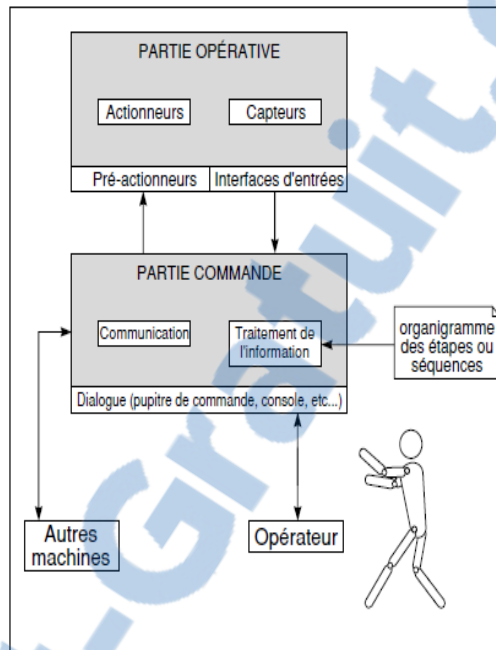 PARTIE OPÉRATIVE
Actionneurs
Capteurs
Pré-actionneurs
Interfaces d'entrées
PARTIE COMMANDE
Communication
Traitement de
l'information
organigramme
des étapes ou
séquences
Dialogue (pupitre de commande, console, etc...)
Autres
machines
Opérateur
-Gratuit.